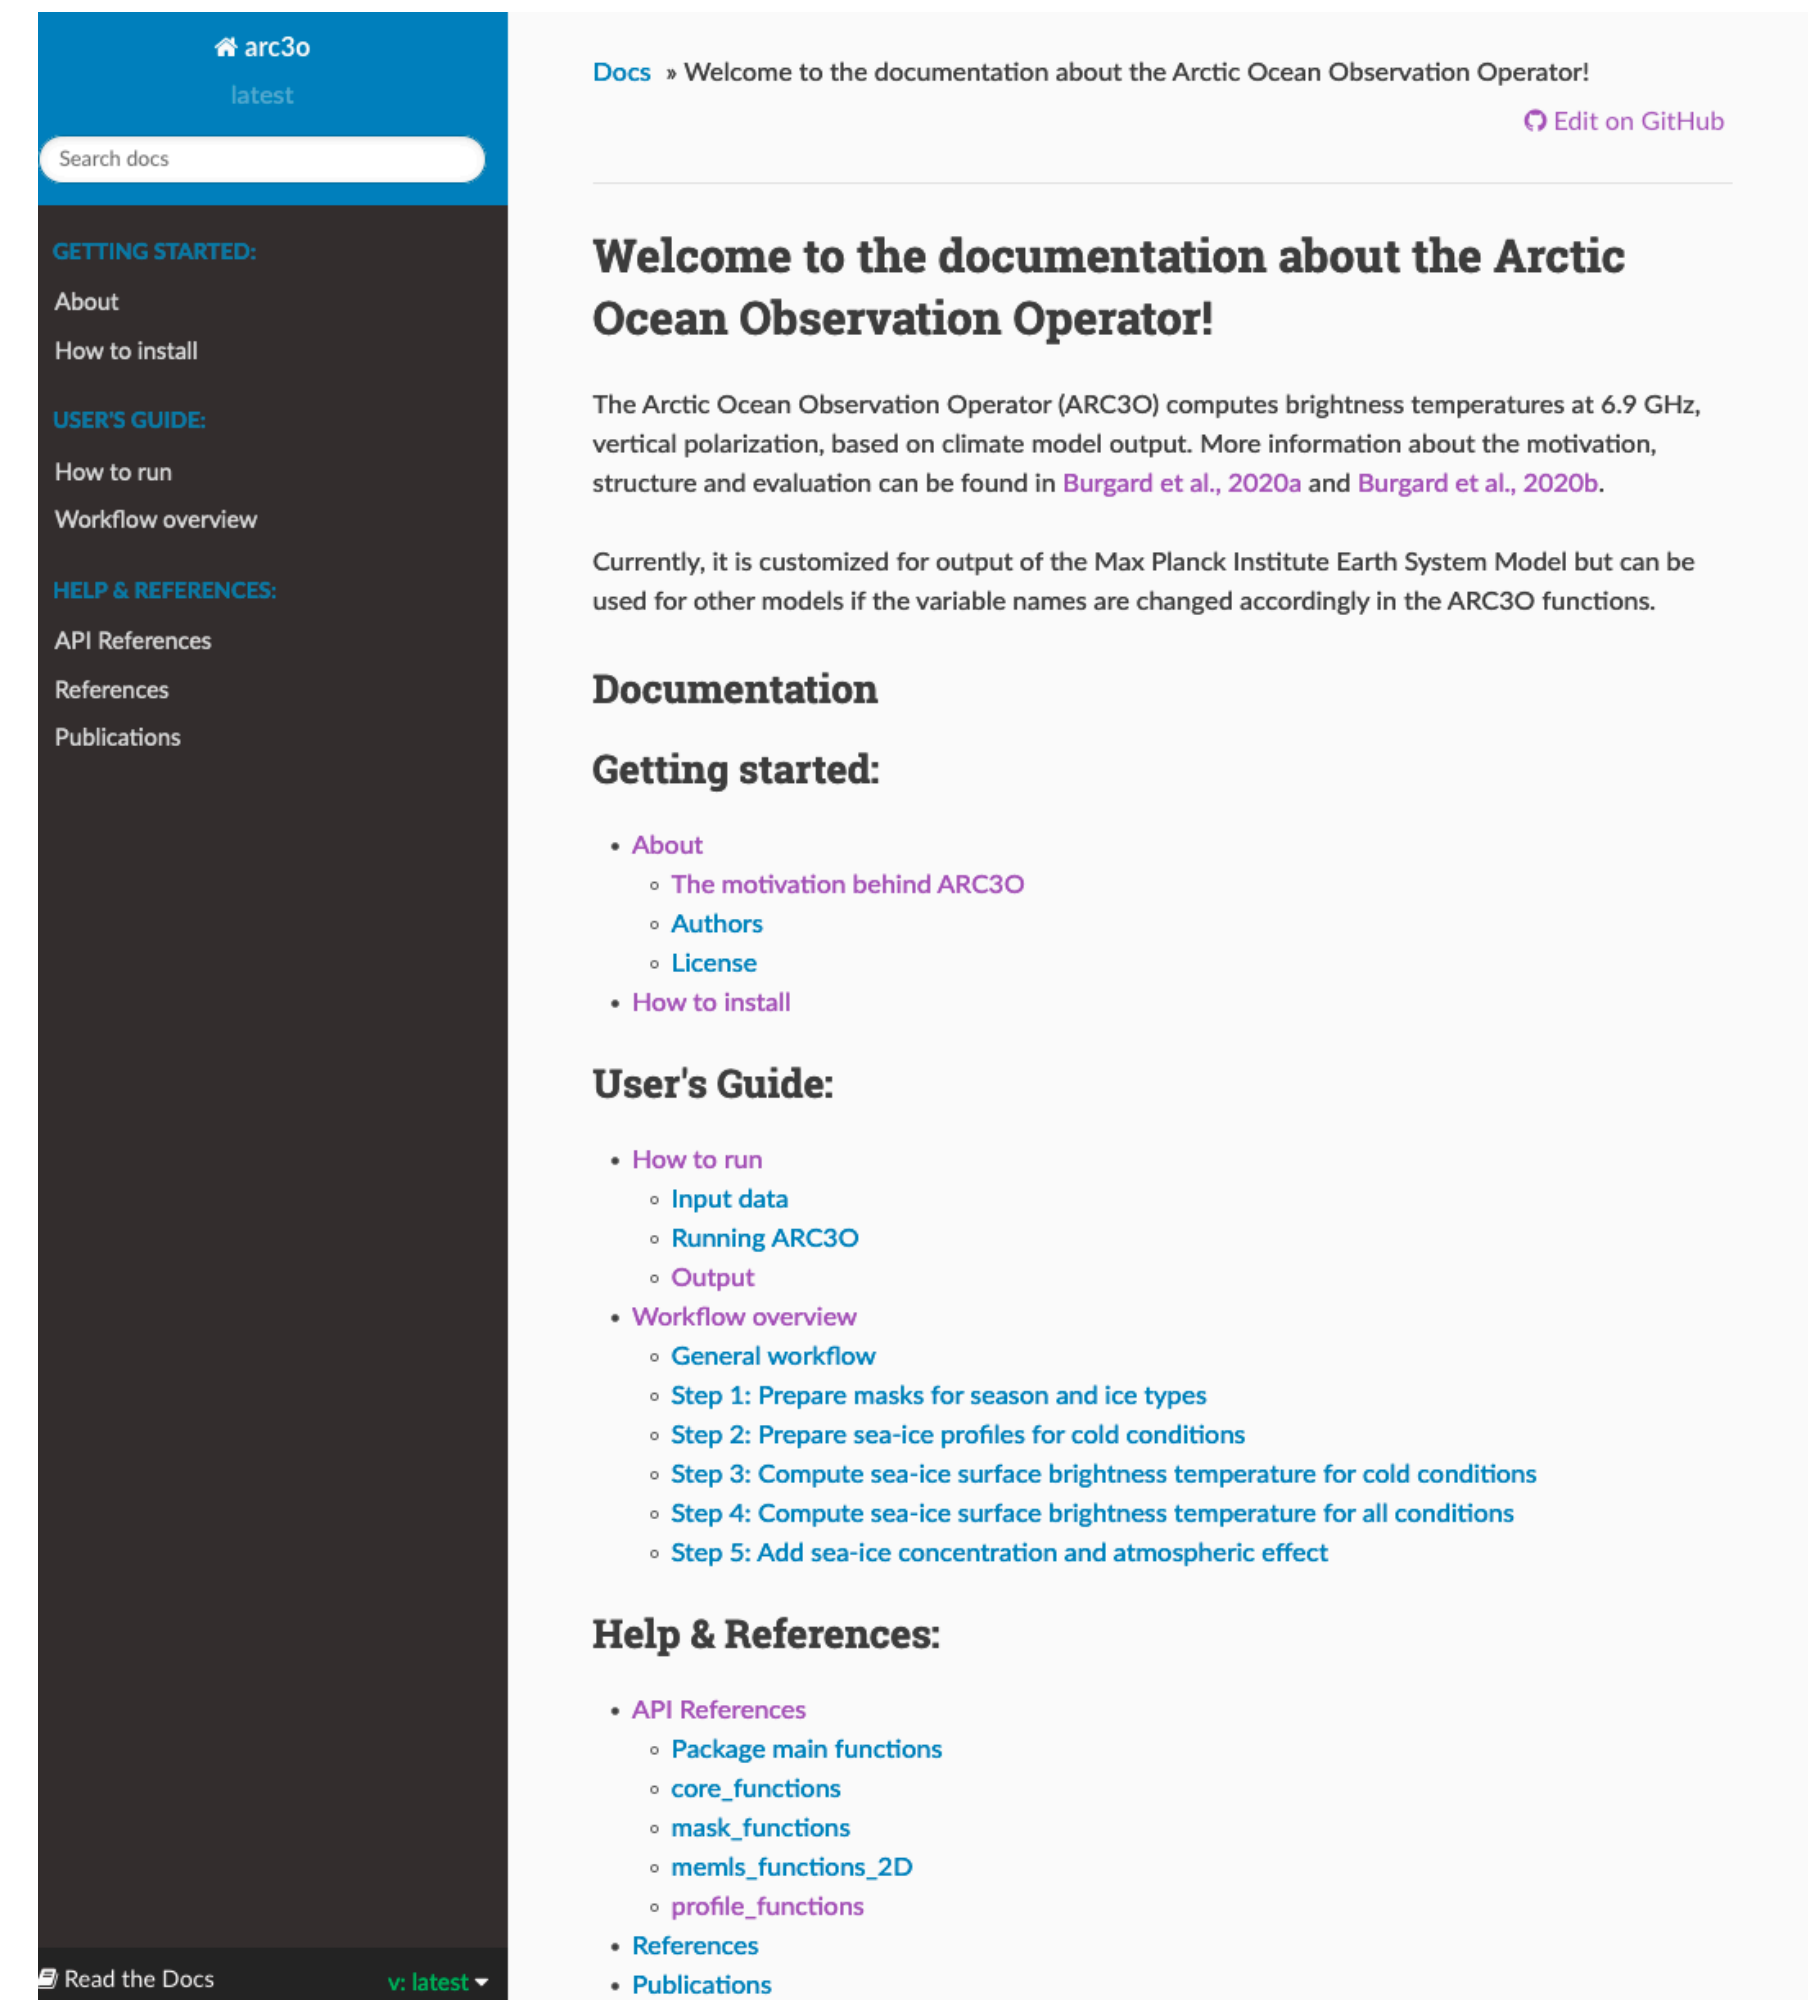 arc3o
latest
Search docs
GETTING STARTED:
About
How to install
USER'S GUIDE:
How to run
Workflow overview
HELP & REFERENCES:
API References
References
Publications
Read the Docs
v: latest
Docs » Welcome to the documentation about the Arctic Ocean Observation Operator!
Edit on GitHub
Welcome to the documentation about the Arctic
Ocean Observation Operator!
The Arctic Ocean Observation Operator (ARC3O) computes brightness temperatures at 6.9 GHz,
vertical polarization, based on climate model output. More information about the motivation,
structure and evaluation can be found in Burgard et al., 2020a and Burgard et al., 2020b.
Currently, it is customized for output of the Max Planck Institute Earth System Model but can be
used for other models if the variable names are changed accordingly in the ARC3O functions.
Documentation
Getting started:
• About
◦ The motivation behind ARC3O
◦ Authors
◦ License
• How to install
User's Guide:
• How to run
◦ Input data
◦ Running ARC3O
◦ Output
• Workflow overview
◦ General workflow
◦ Step 1: Prepare masks for season and ice types
◦ Step 2: Prepare sea-ice profiles for cold conditions
◦ Step 3: Compute sea-ice surface brightness temperature for cold conditions
◦ Step 4: Compute sea-ice surface brightness temperature for all conditions
◦ Step 5: Add sea-ice concentration and atmospheric effect
Help & References:
• API References
◦ Package main functions
◦ core_functions
◦ mask_functions
◦ memls_functions_2D
◦ profile_functions
• References
• Publications